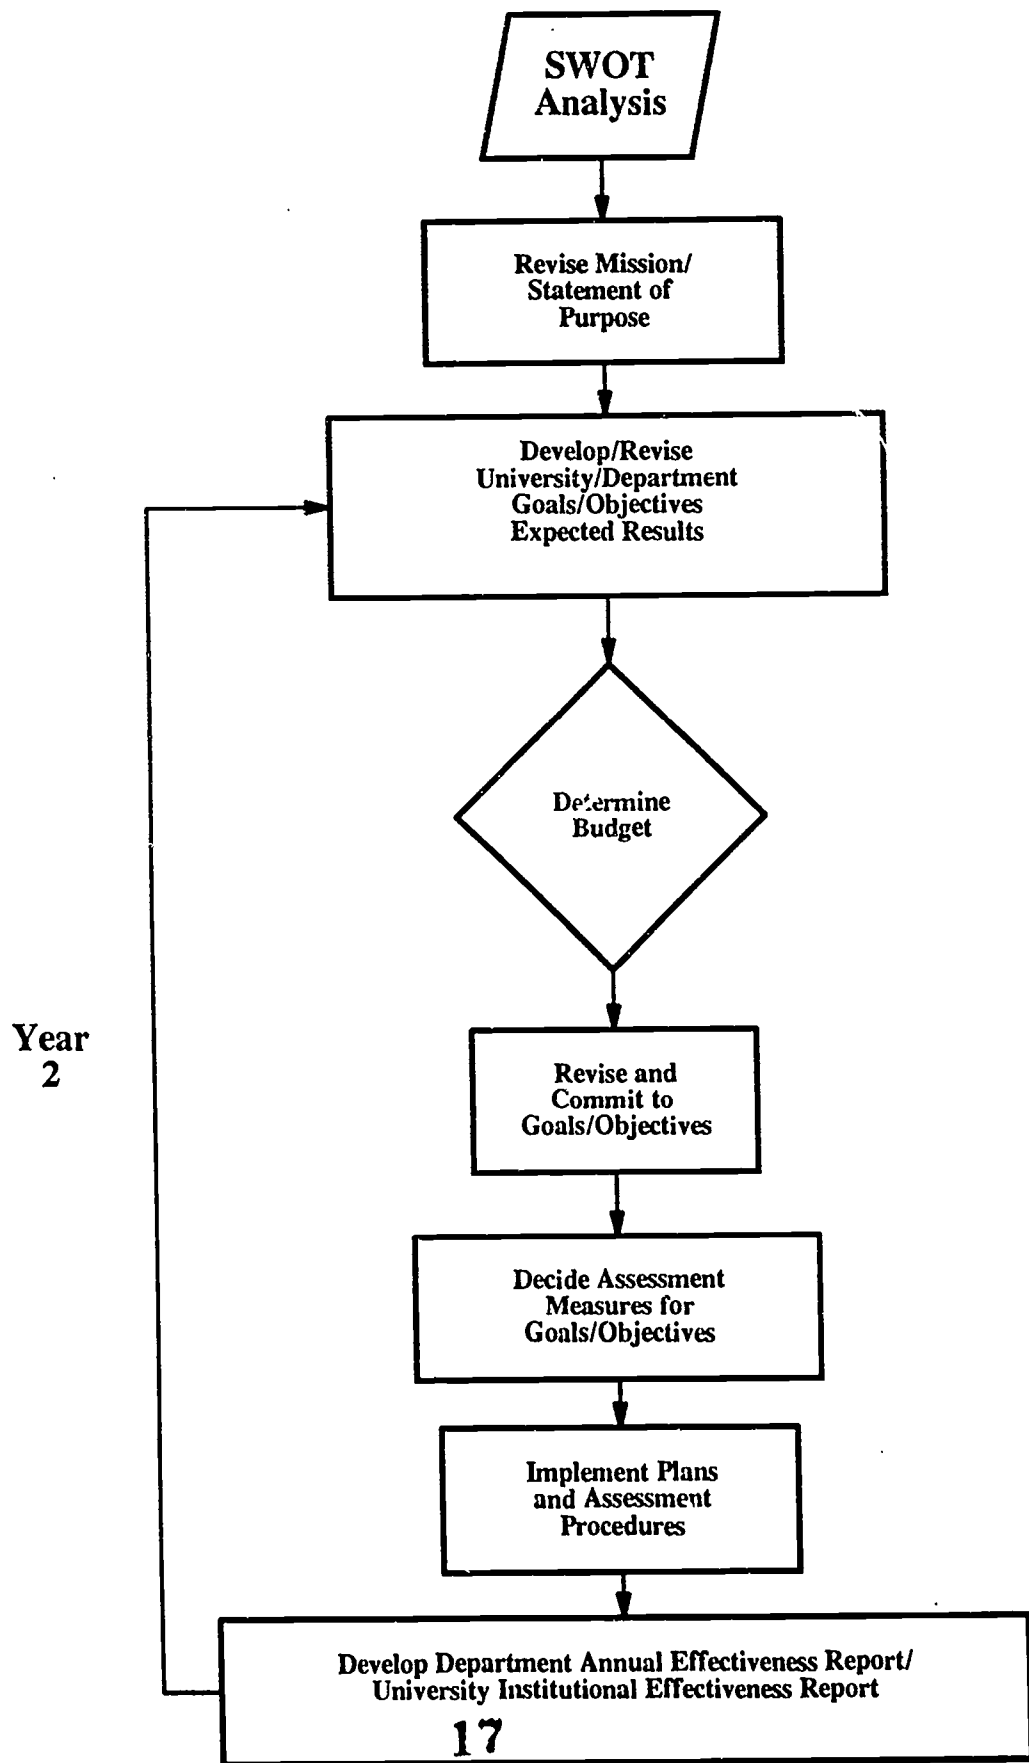 SWOT
Analysis
Revise Mission/
Statement of
Purpose
Develop/Revise
University/Department
Goals/Objectives
Expected Results
Determine
Budget
Year
2
Revise and
Commit to
Goals/Objectives
Decide Assessment
Measures for
Goals/Objectives
Implement Plans
and Assessment
Procedures
Develop Department Annual Effectiveness Report/
University Institutional Effectiveness Report
17